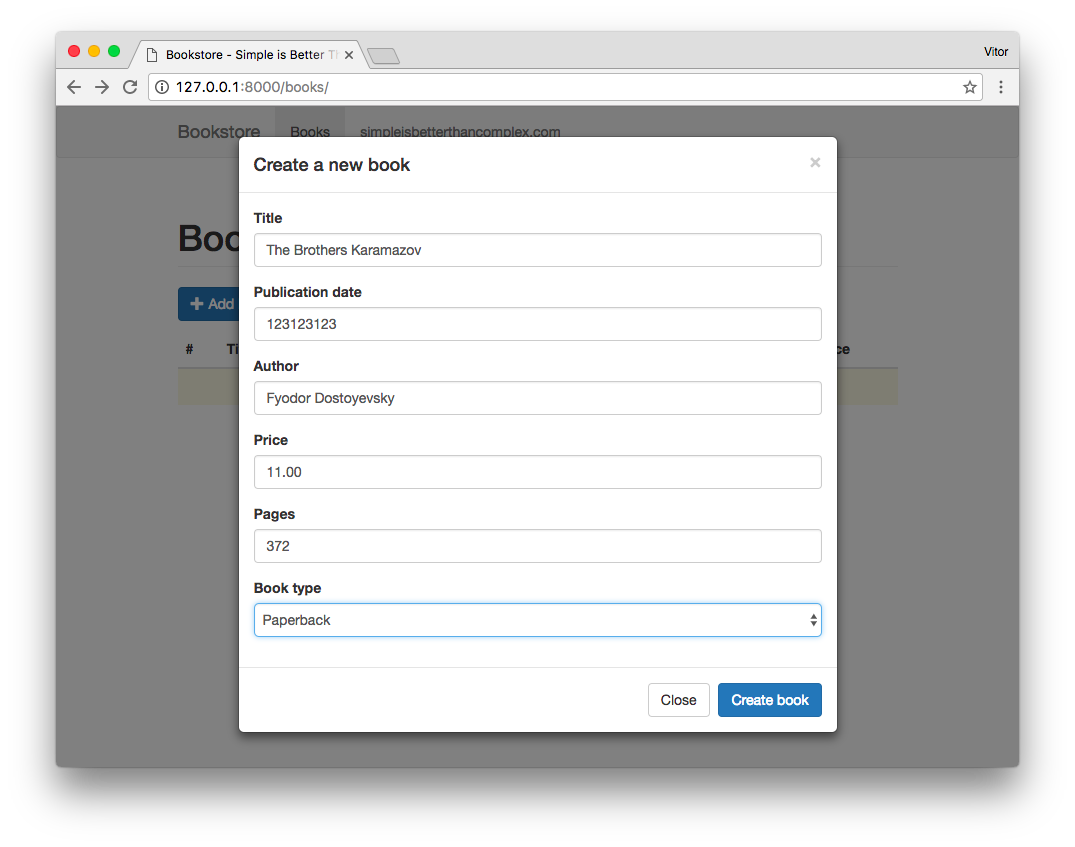 Bookstore - Simple is Better Th
Vitor
127.0.0.1:8000/books/
Bookstore Books simpleisbetterthancomplex.com
Create a new book ×
Boo
Title
The Brothers Karamazov
Publication date
123123123
Add
# Ti ce
Author
Fyodor Dostoyevsky
Price
11.00
Pages
372
Book type
Paperback
Close Create book